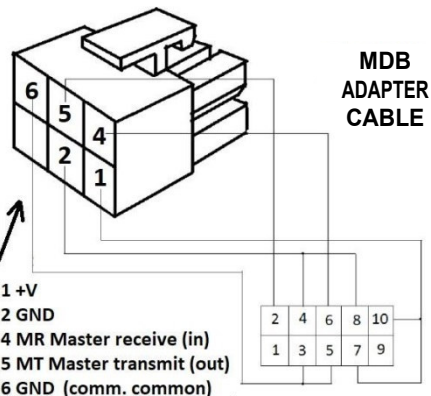 MDB
ADAPTER
CABLE
6
5
4
2
1
1 +V
2 GND
4 MR Master receive (in)
5 MT Master transmit (out)
6 GND (comm. common)
2 4 6 8 10
1 3 5 7 9